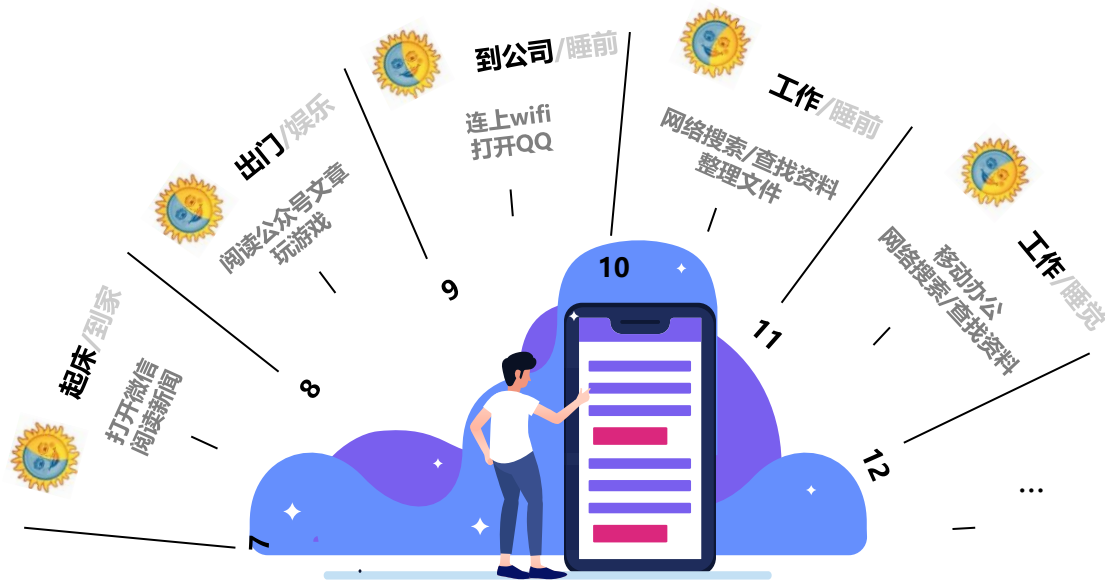 起床/到家
打开微信
阅读新闻
7
出门/娱乐
阅读公众号文章
玩游戏
8
到公司/睡前
连上wifi
打开QQ
9
工作/睡前
网络搜索/查找资料
整理文件
10
工作/睡觉
移动办公
网络搜索/查找资料
11
12
...